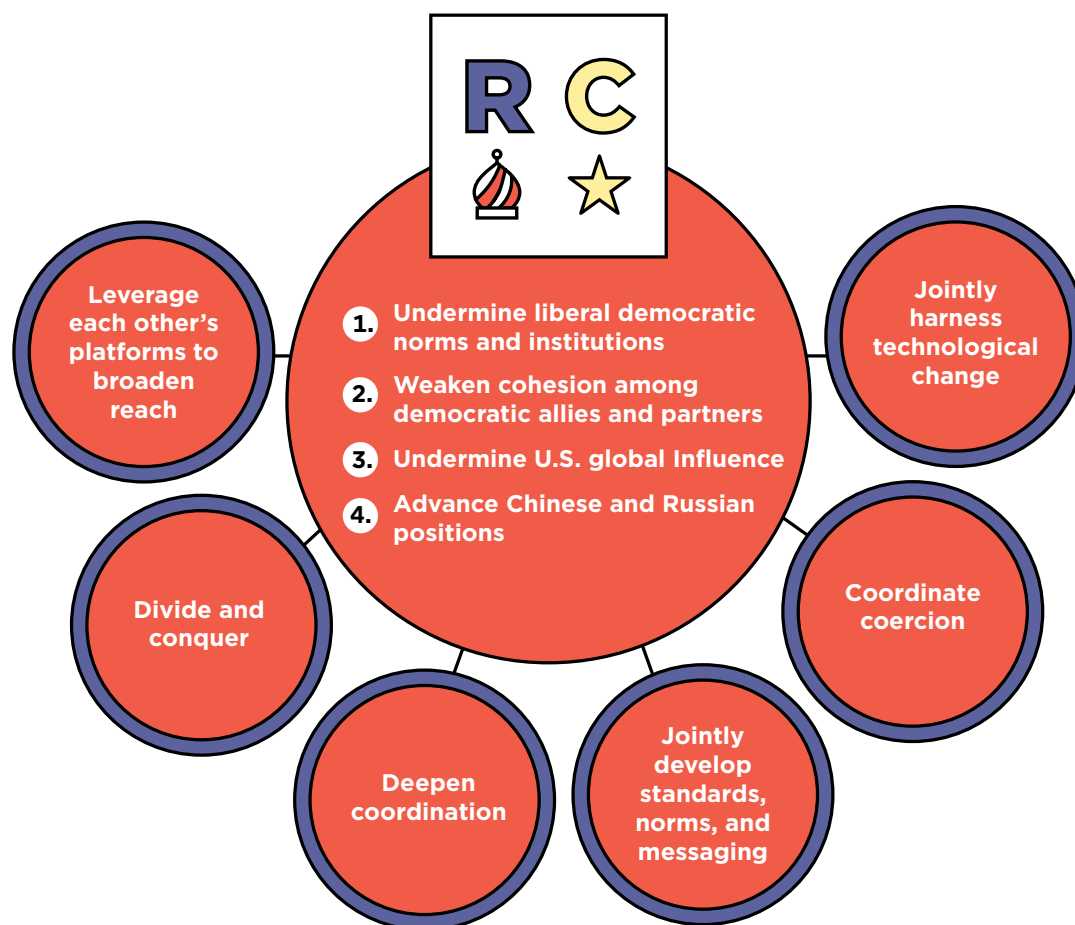 R C
1. Undermine liberal democratic
norms and institutions
2. Weaken cohesion among
democratic allies and partners
3. Undermine U.S. global Influence
4. Advance Chinese and Russian
positions
Leverage
each other’s
platforms to
broaden
reach
Divide and
conquer
Deepen
coordination
Jointly
develop
standards,
norms, and
messaging
Coordinate
coercion
Jointly
harness
technological
change